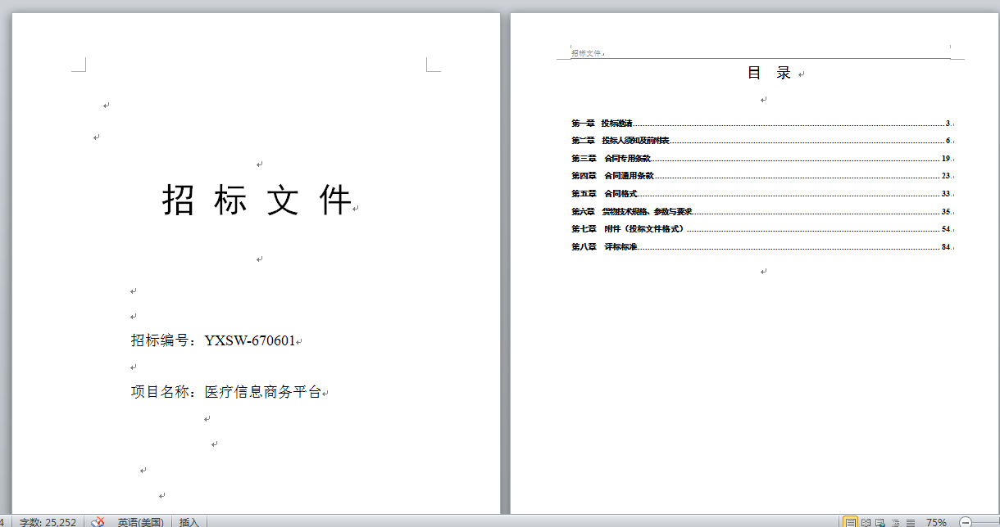 招 标 文 件
招标编号：YXSW-670601
项目名称：医疗信息商务平台
招标文件
目 录
第一章 投标邀请 3
第二章 投标人须知及前附表 6
第三章 合同专用条款 19
第四章 合同通用条款 23
第五章 合同格式 33
第六章 货物技术规格、参数与要求 35
第七章 附件（投标文件格式） 54
第八章 评标标准 84
4 字数: 25,252 英语(美国) 插入 75%